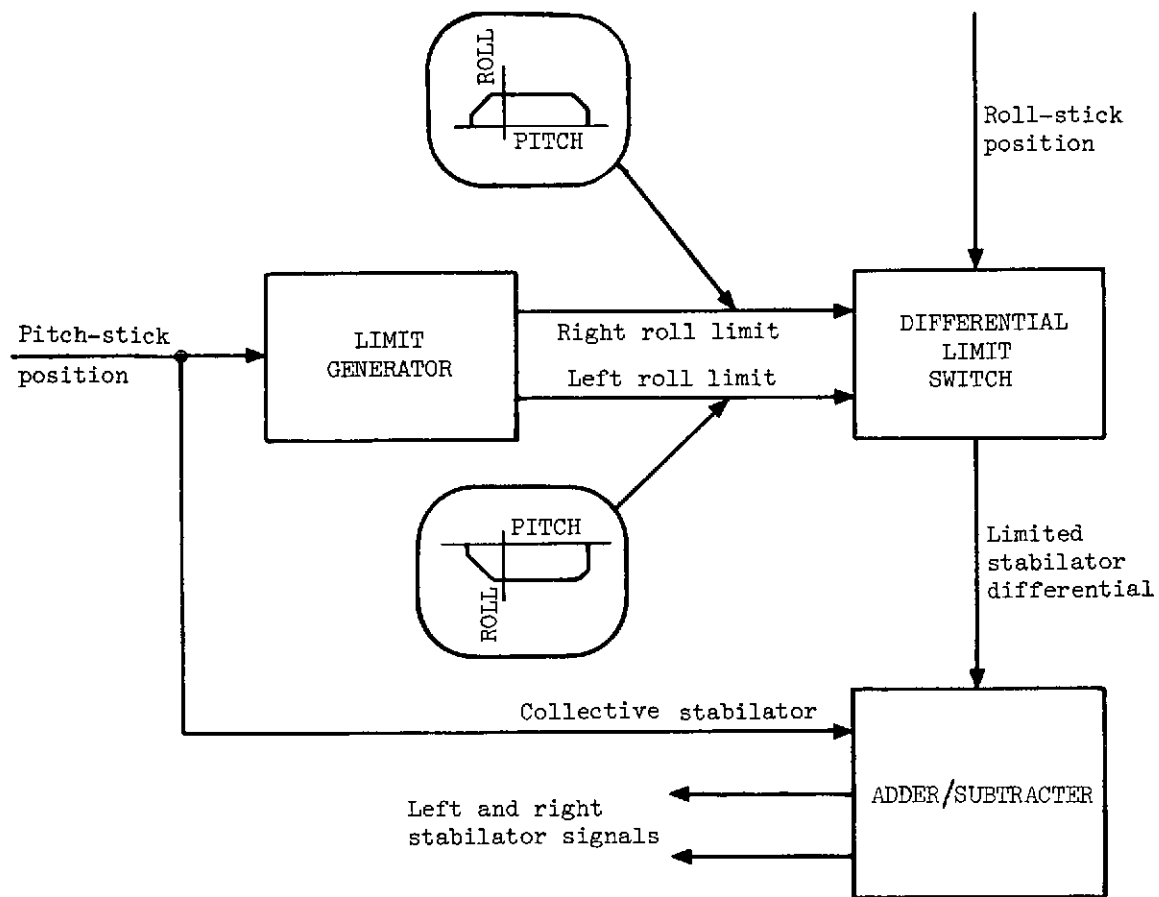 ROLL
PITCH
Roll-stick
position
Pitch-stick
position
LIMIT
GENERATOR
Right roll limit
Left roll limit
DIFFERENTIAL
LIMIT
SWITCH
PITCH
ROLL
Limited
stabilator
differential
Collective stabilator
ADDER/SUBTRACTER
Left and right
stabilator signals